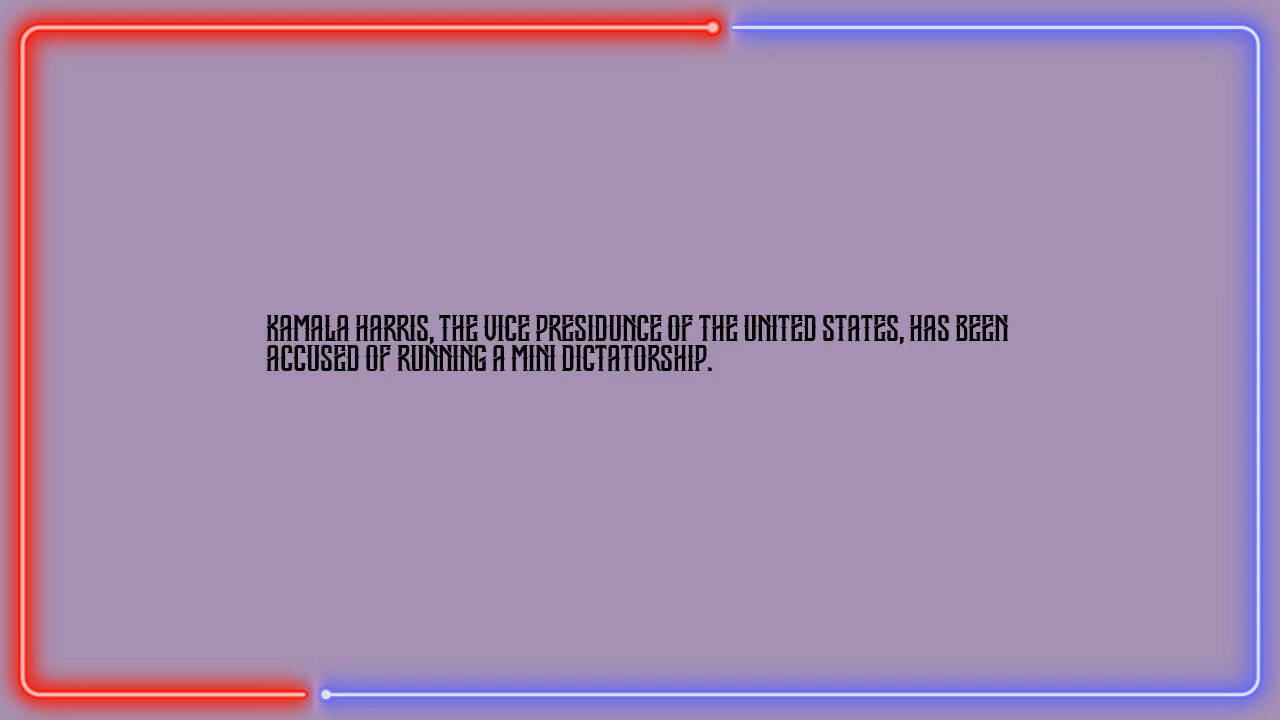 KAMALA HARRIS, THE VICE PRESIDUNCE OF THE UNITED STATES, HAS BEEN
ACCUSED OF RUNNING A MINI DICTATORSHIP.